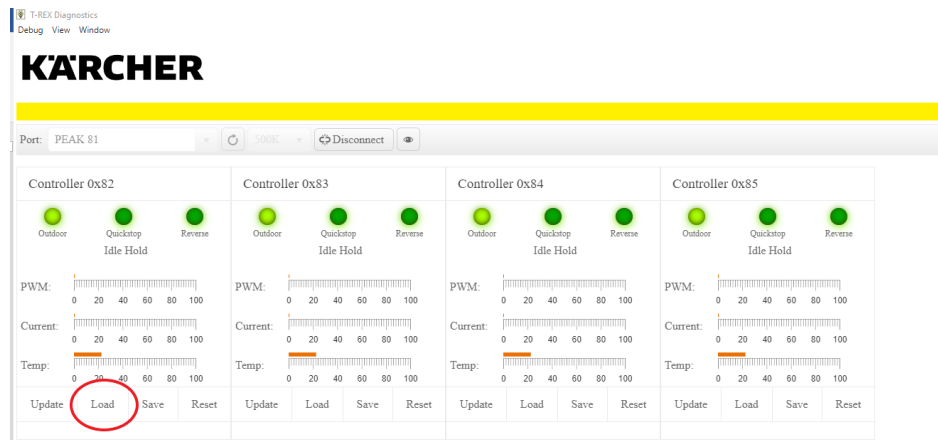 T-REX Diagnostics
Debug View Window
KÄRCHER
Port: PEAK 81 500K Disconnect
Controller 0x82 Controller 0x83 Controller 0x84 Controller 0x85
Outdoor Quickstop Reverse Outdoor Quickstop Reverse Outdoor Quickstop Reverse Outdoor Quickstop Reverse
Idle Hold Idle Hold Idle Hold Idle Hold
PWM: PWM: PWM: PWM:
0 20 40 60 80 100 0 20 40 60 80 100 0 20 40 60 80 100 0 20 40 60 80 100
Current: Current: Current: Current:
0 20 40 60 80 100 0 20 40 60 80 100 0 20 40 60 80 100 0 20 40 60 80 100
Temp: Temp: Temp: Temp:
0 20 40 60 80 100 0 20 40 60 80 100 0 20 40 60 80 100 0 20 40 60 80 100
Update Load Save Reset Update Load Save Reset Update Load Save Reset Update Load Save Reset